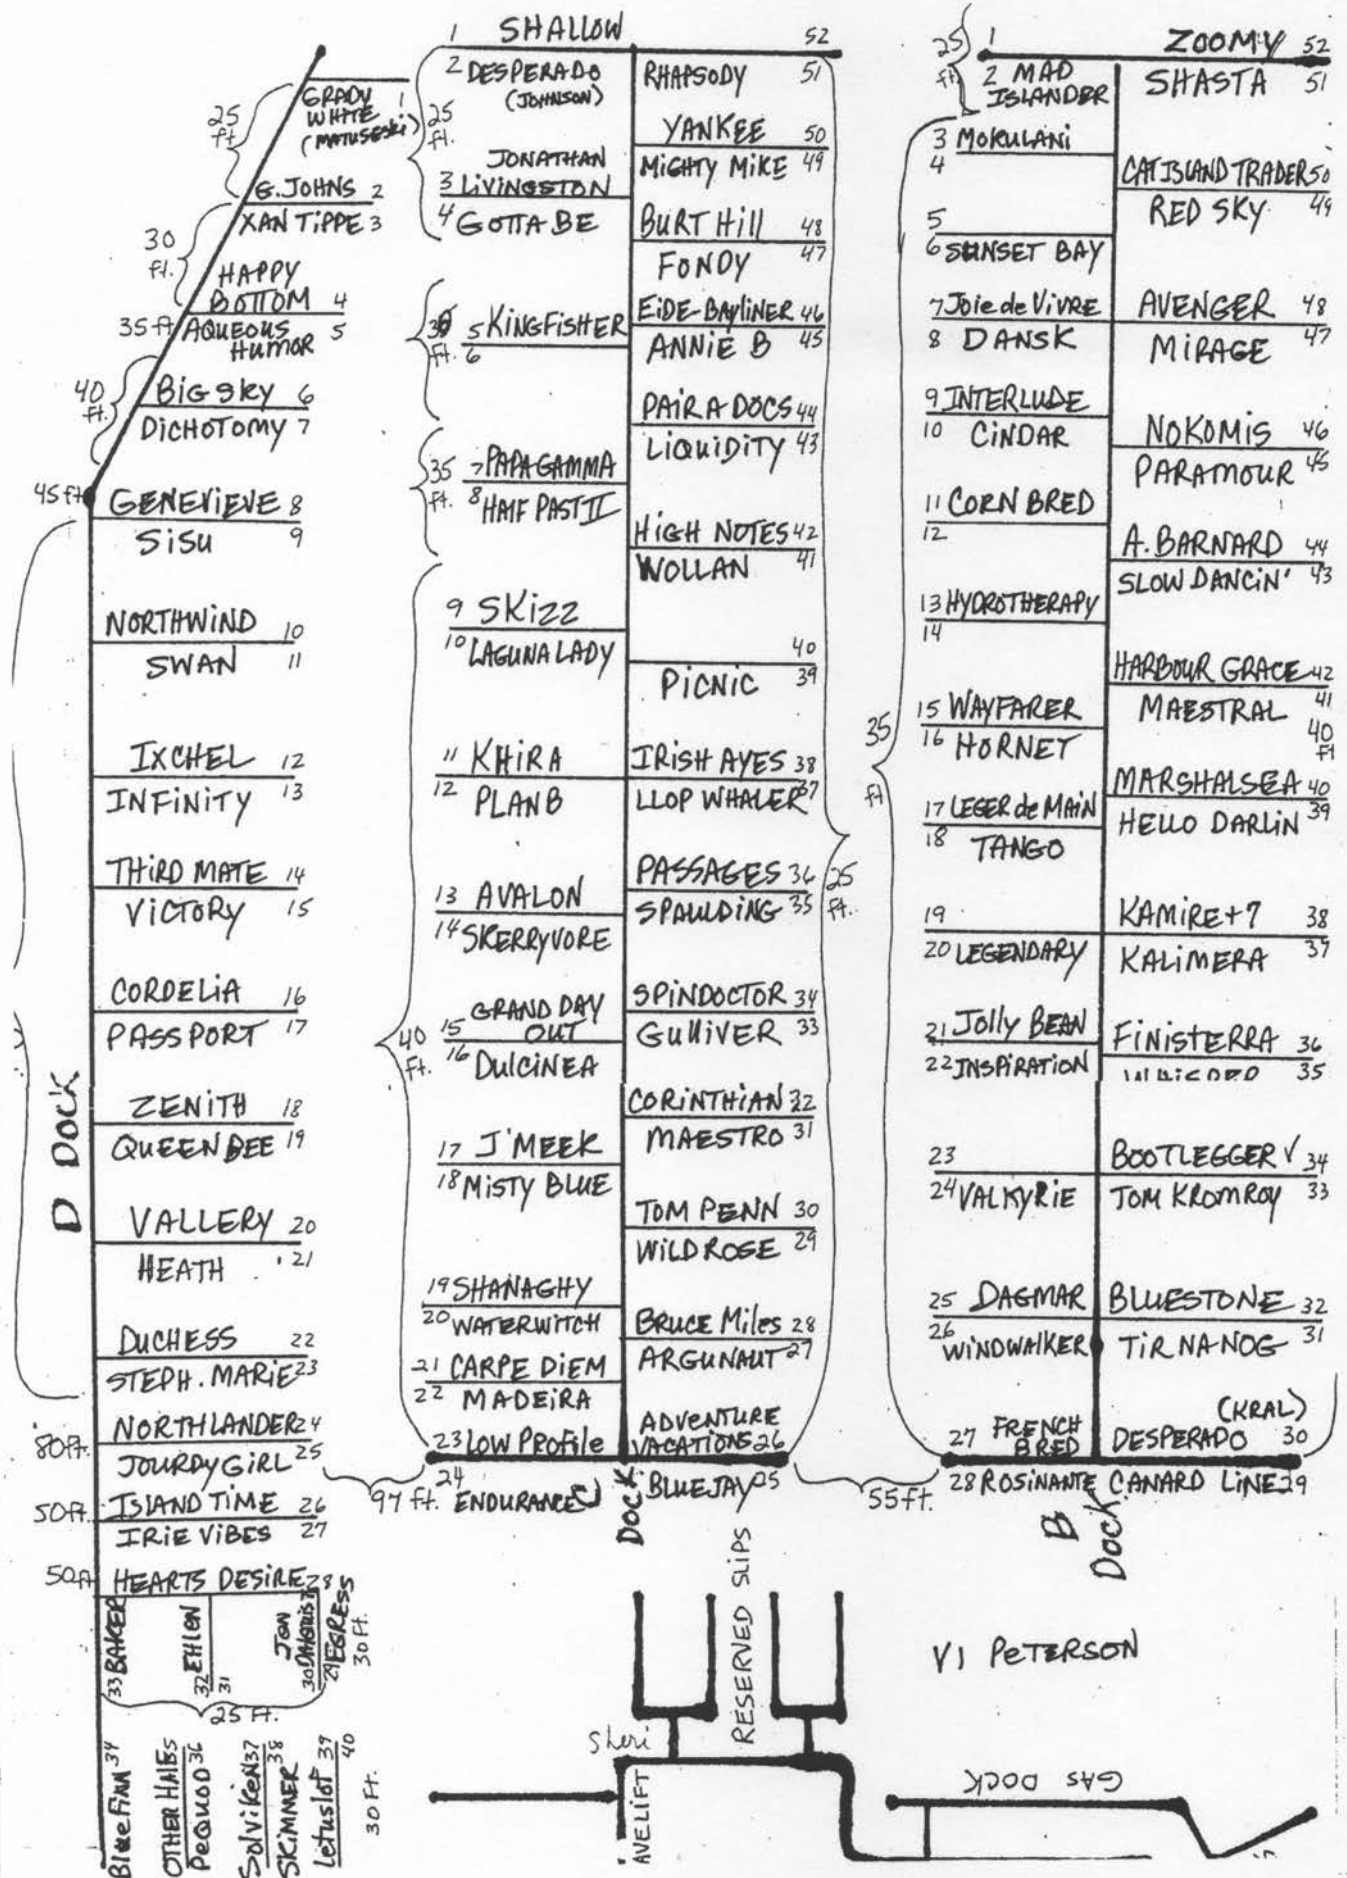 25 ft.
GRADY 1
WHITE
(MATUSESKI)
G. JOHNS 2
XANTIPPE 3
30 ft.
HAPPY
BOTTOM 4
35 ft
AQUEOUS 5
HUMOR
40 ft.
BIG SKY 6
DICHOTOMY 7
45 ft
GENEVIEVE 8
SISU 9
NORTHWIND 10
SWAN 11
IXCHEL 12
INFINITY 13
THIRD MATE 14
VICTORY 15
CORDELIA 16
PASSPORT 17
D DOCK
ZENITH 18
QUEEN BEE 19
VALLERY 20
HEATH 21
DUCHESS 22
STEPH. MARIE 23
NORTHLANDER 24
80 ft.
JOURDYGIRL 25
50 ft.
ISLAND TIME 26
IRIE VIBES 27
50 ft
HEARTS DESIRE 28
33 BAKER
32 EHLEN
31
30 JON
29 EGRESS
30 FT.
25 FT.
Blue FiNN 34
OTHER HALF 35
PEQUOD 36
SolvikeN 37
SKiMMER 38
Letuslof 39
40
30 FT.
1 SHALLOW 52
2 DESPERADO
(JOHNSON)
25 ft.
JONATHAN
3 LIVINGSTON
4 GOTTA BE
ft.
5 KINGFISHER
6
35 ft.
7 PAPA GAMMA
8 HALF PAST II
9 SKIZZ
10 LAGUNA LADY
11 KHIRA
12 PLAN B
13 AVALON
14 SKERRYVORE
40 ft.
15 GRAND DAY
OUT
16 DULCINEA
17 J'MEEK
18 MISTY BLUE
19 SHANAGHY
20 WATERWITCH
21 CARPE DIEM
22 MADEIRA
23 LOW PROFILE
24 ENDURANCE
97 ft.
C Dock
RHAPSODY 51
YANKEE 50
MIGHTY MIKE 49
BURT HILL 48
FONDY 47
EIDE-BAYLINER 46
ANNIE B 45
PAIR A DOCS 44
LIQUIDITY 43
HIGH NOTES 42
WOLLAN 41
40
PICNIC 39
IRISH AYES 38
LLOP WHALER 37
PASSAGES 36
SPAULDING 35
25 ft.
SPINDOCTOR 34
GULLIVER 33
CORINTHIAN 32
MAESTRO 31
TOM PENN 30
WILD ROSE 29
BRUCE Miles 28
ARGUNAUT 27
ADVENTURE
VACATIONS 26
BLUEJAY 25
55 ft.
25 ft.
1 ZOOMY 52
2 MAD
ISLANDER
3 MOKULANI
4
5
6 SUNSET BAY
7 Joie de Vivre
8 DANSK
9 INTERLUDE
10 CINDAR
11 CORN BRED
12
13 HYDROTHERAPY
14
35 ft
15 WAYFARER
16 HORNET
17 LEGER de MAIN
18 TANGO
19
20 LEGENDARY
21 Jolly BEAN
22 INSPIRATION
23
24 VALKYRIE
25 DAGMAR
26 WINDWALKER
27 FRENCH
BRED
28 ROSINANTE
SHASTA 51
CAT ISLAND TRADER 50
RED SKY 49
AVENGER 48
MIRAGE 47
NOKOMIS 46
PARAMOUR 45
A. BARNARD 44
SLOW DANCIN' 43
HARBOUR GRACE 42
MAESTRAL 41
40 ft
MARSHALSEA 40
HELLO DARLIN 39
KAMIRE+7 38
KALIMERA 37
FINISTERRA 36
35
BOOTLEGGER √ 34
TOM KROMROY 33
BLUESTONE 32
TIR NA NOG 31
(KRAL)
DESPERADO 30
CANARD LINE 29
B Dock
RESERVED SLIPS
VI PETERSON
Sheri
GAS DOCK